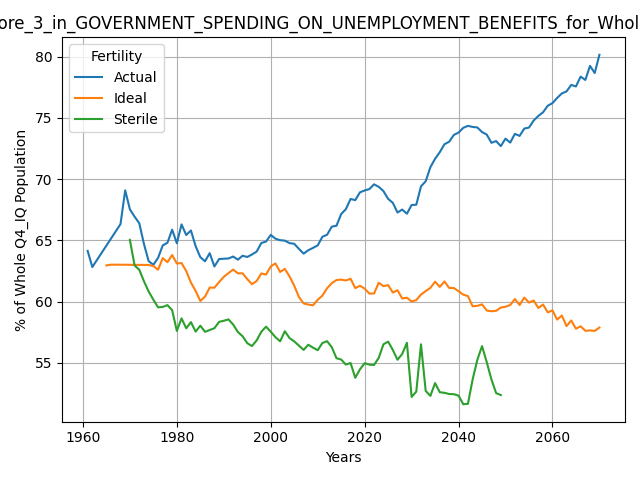 ore_3_in_GOVERNMENT_SPENDING_ON_UNEMPLOYMENT_BENEFITS_for_Whol
Fertility
Actual
Ideal
Sterile
% of Whole Q4_IQ Population
80
75
70
65
60
55
1960
1980
2000
2020
2040
2060
Years